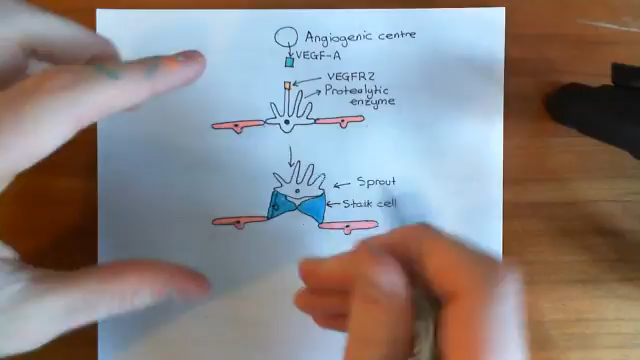 Angiogenic centre
VEGF-A
VEGFR2
Proteolytic
enzyme
Sprout
Stalk cell